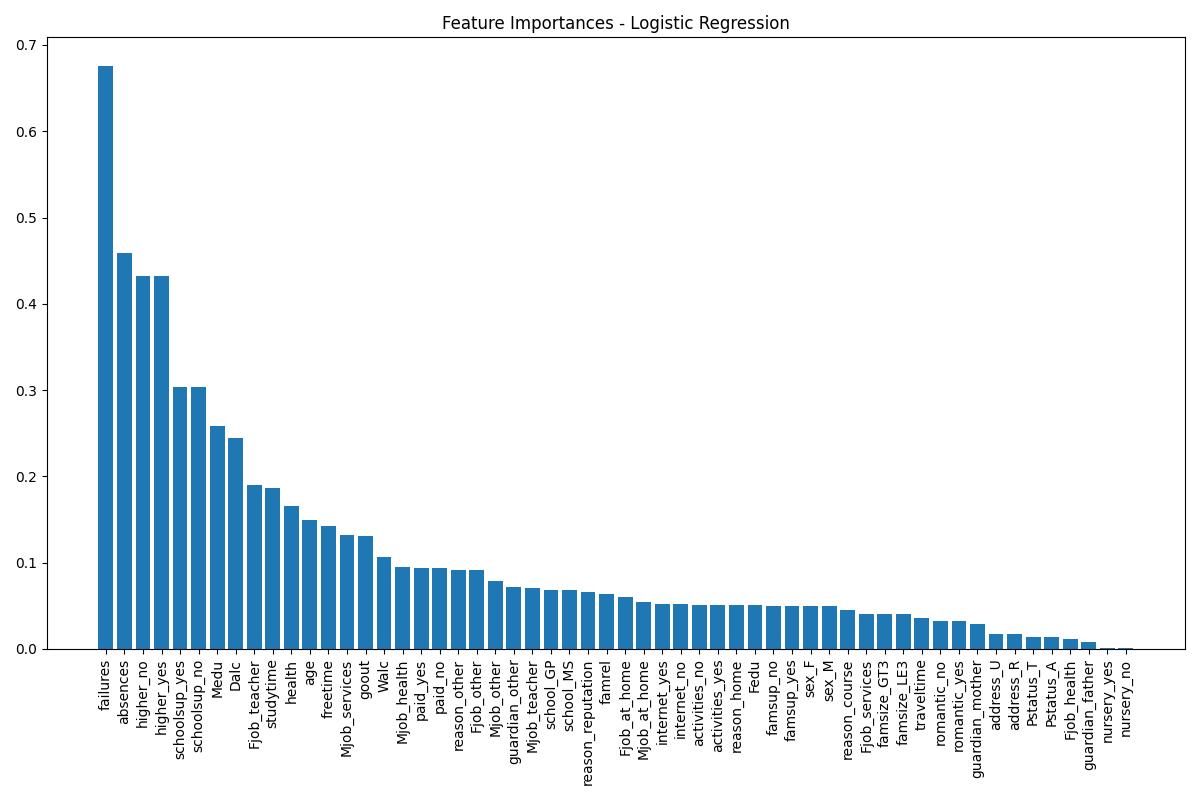 Feature Importances - Logistic Regression
0.7
0.6
0.5
0.4
0.3
0.2
0.1
0.0
failures
absences
higher_no
higher_yes
schoolsup_yes
schoolsup_no
Medu
Dalc
Fjob_teacher
studytime
health
age
freetime
Mjob_services
goout
Walc
Mjob_health
paid_yes
paid_no
reason_other
Fjob_other
Mjob_other
guardian_other
Mjob_teacher
school_GP
school_MS
reason_reputation
famrel
Fjob_at_home
Mjob_at_home
internet_yes
internet_no
activities_no
activities_yes
reason_home
Fedu
famsup_no
famsup_yes
sex_F
sex_M
reason_course
Fjob_services
famsize_GT3
famsize_LE3
traveltime
romantic_no
romantic_yes
guardian_mother
address_U
address_R
Pstatus_T
Pstatus_A
Fjob_health
guardian_father
nursery_yes
nursery_no